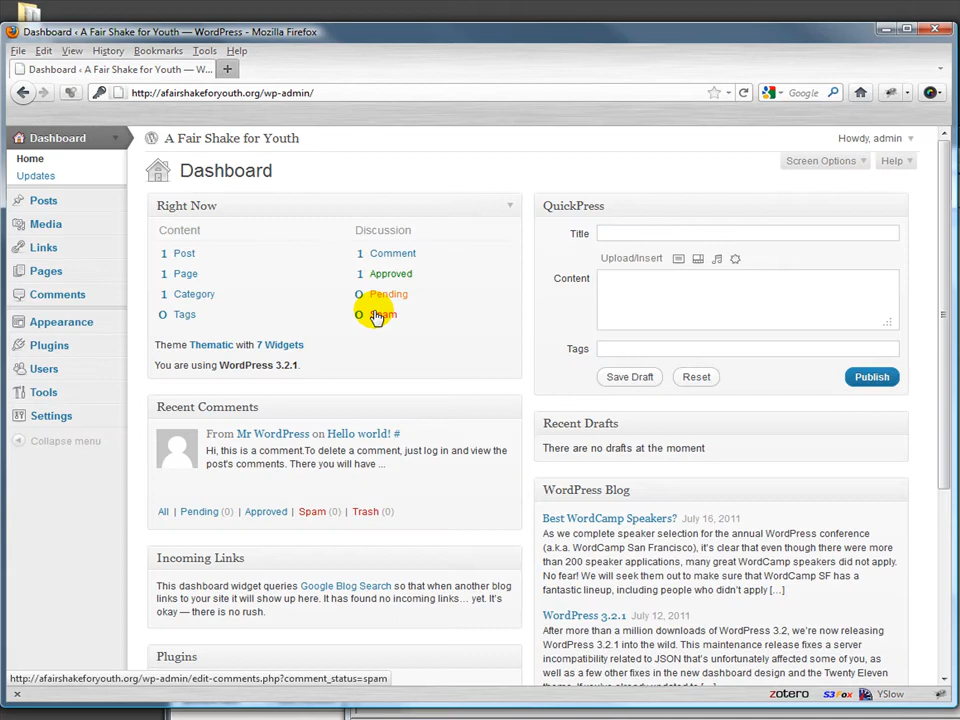 Dashboard ‹ A Fair Shake for Youth — WordPress - Mozilla Firefox
File Edit View History Bookmarks Tools Help
Dashboard ‹ A Fair Shake for Youth — W...
http://afairshakeforyouth.org/wp-admin/
Google
Dashboard
Home
Updates
Posts
Media
Links
Pages
Comments
Appearance
Plugins
Users
Tools
Settings
Collapse menu
A Fair Shake for Youth
Howdy, admin
Screen Options
Help
Dashboard
Right Now
Content
Discussion
1 Post
1 Comment
1 Page
1 Approved
1 Category
0 Pending
0 Tags
0 Spam
Theme Thematic with 7 Widgets
You are using WordPress 3.2.1.
Recent Comments
From Mr WordPress on Hello world! #
Hi, this is a comment.To delete a comment, just log in and view the
post's comments. There you will have ...
All | Pending (0) | Approved | Spam (0) | Trash (0)
Incoming Links
This dashboard widget queries Google Blog Search so that when another blog
links to your site it will show up here. It has found no incoming links… yet. It's
okay — there is no rush.
Plugins
QuickPress
Title
Upload/Insert
Content
Tags
Save Draft
Reset
Publish
Recent Drafts
There are no drafts at the moment
WordPress Blog
Best WordCamp Speakers? July 16, 2011
As we complete speaker selection for the annual WordPress conference
(a.k.a. WordCamp San Francisco), it's clear that even though there were more
than 200 speaker applications, many great WordCamp speakers did not apply.
No fear! We will seek them out to make sure that WordCamp SF has a
fantastic lineup, including people who didn't apply […]
WordPress 3.2.1 July 12, 2011
After more than a million downloads of WordPress 3.2, we're now releasing
WordPress 3.2.1 into the wild. This maintenance release fixes a server
incompatibility related to JSON that's unfortunately affected some of you, as
well as a few other fixes in the new dashboard design and the Twenty Eleven
http://afairshakeforyouth.org/wp-admin/edit-comments.php?comment_status=spam
zotero
S3Fox
YSlow